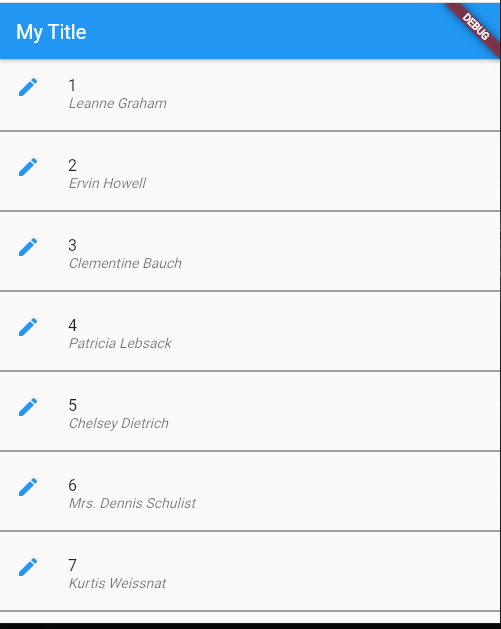 My Title
DEBUG
1
Leanne Graham
2
Ervin Howell
3
Clementine Bauch
4
Patricia Lebsack
5
Chelsey Dietrich
6
Mrs. Dennis Schulist
7
Kurtis Weissnat